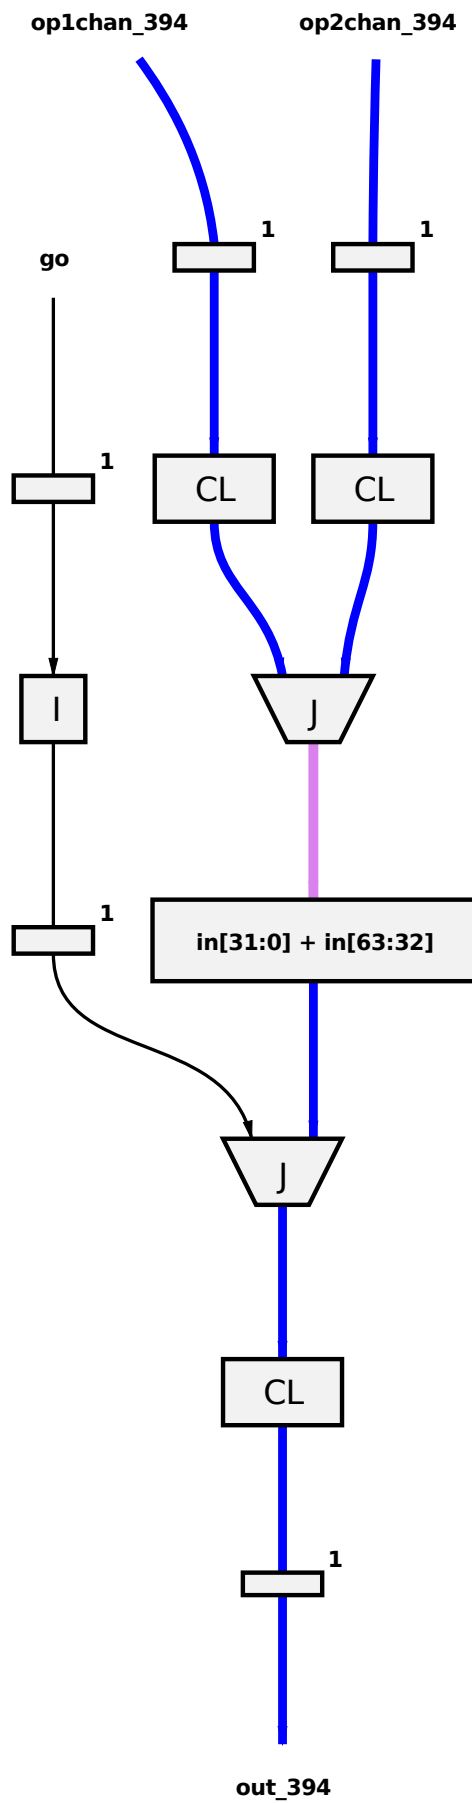 op1chan_394 op2chan_394
1 1
go
1
CL CL
I
J
1
in[31:0] + in[63:32]
J
CL
1
out_394